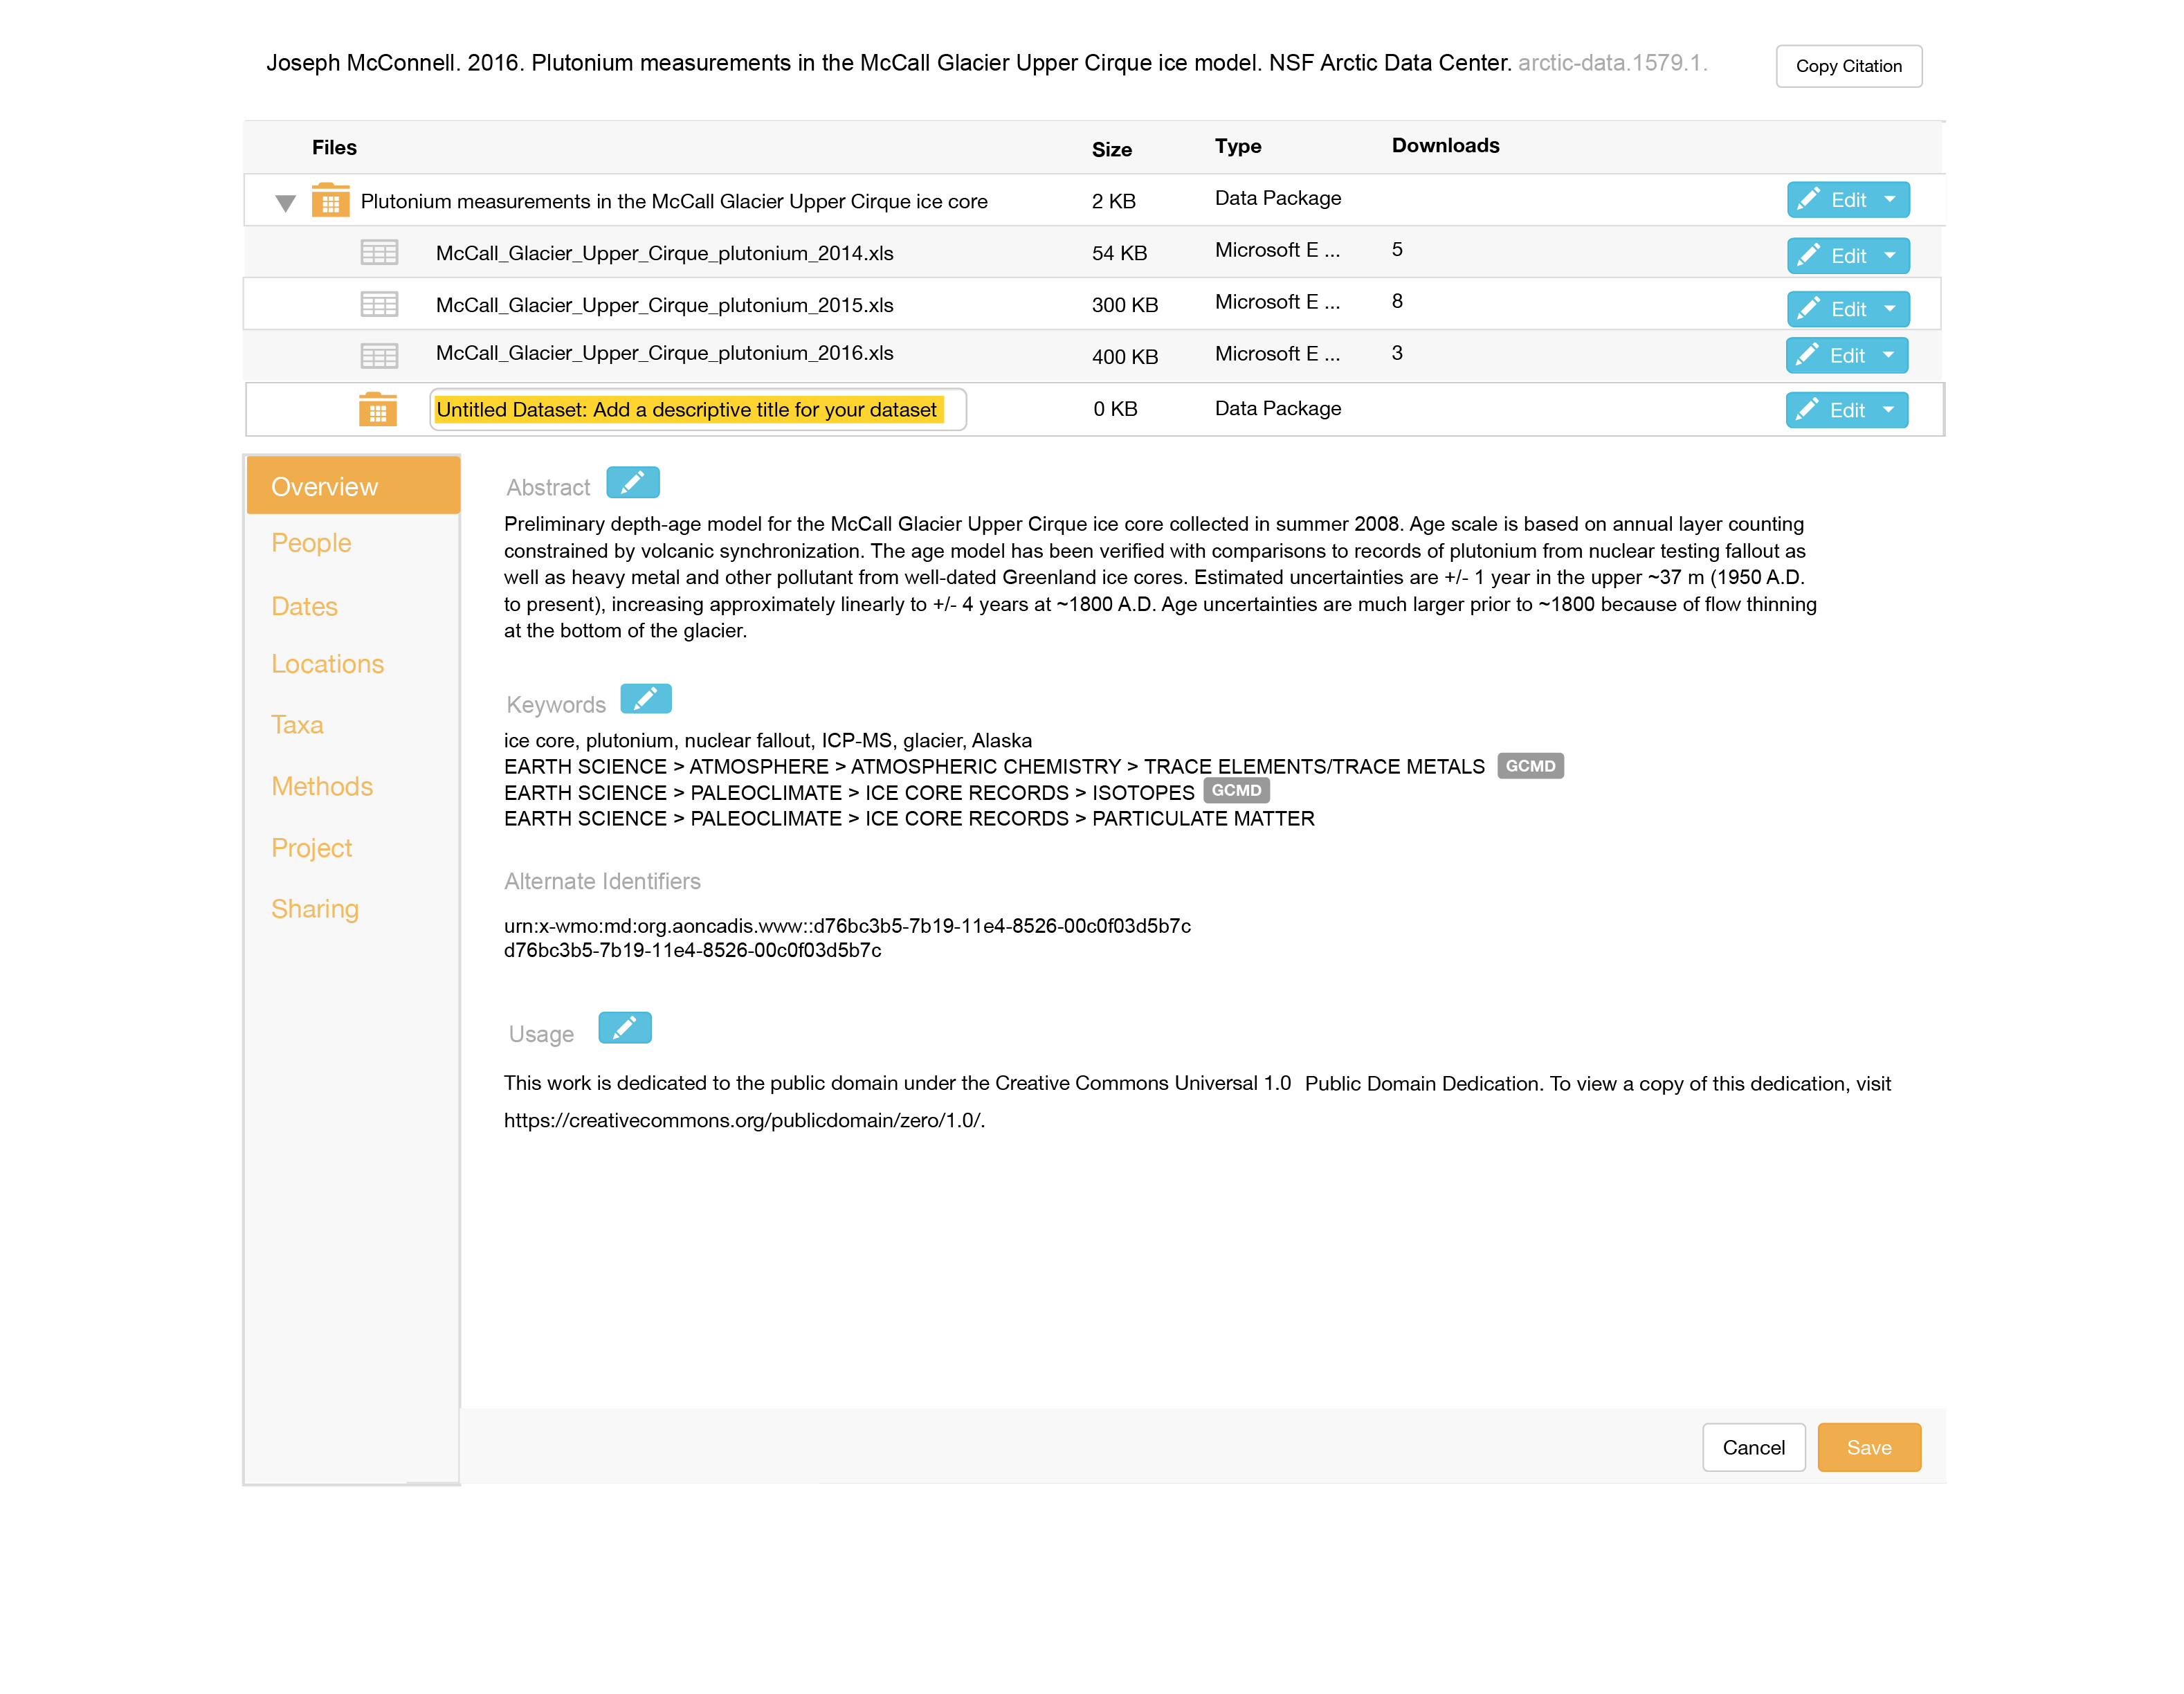 Joseph McConnell. 2016. Plutonium measurements in the McCall Glacier Upper Cirque ice model. NSF Arctic Data Center. arctic-data.1579.1. Copy Citation
Files Size Type Downloads
Plutonium measurements in the McCall Glacier Upper Cirque ice core 2 KB Data Package Edit
McCall_Glacier_Upper_Cirque_plutonium_2014.xls 54 KB Microsoft E ... 5 Edit
McCall_Glacier_Upper_Cirque_plutonium_2015.xls 300 KB Microsoft E ... 8 Edit
McCall_Glacier_Upper_Cirque_plutonium_2016.xls 400 KB Microsoft E ... 3 Edit
Untitled Dataset: Add a descriptive title for your dataset 0 KB Data Package Edit
Overview
People
Dates
Locations
Taxa
Methods
Project
Sharing
Abstract
Preliminary depth-age model for the McCall Glacier Upper Cirque ice core collected in summer 2008. Age scale is based on annual layer counting
constrained by volcanic synchronization. The age model has been verified with comparisons to records of plutonium from nuclear testing fallout as
well as heavy metal and other pollutant from well-dated Greenland ice cores. Estimated uncertainties are +/- 1 year in the upper ~37 m (1950 A.D.
to present), increasing approximately linearly to +/- 4 years at ~1800 A.D. Age uncertainties are much larger prior to ~1800 because of flow thinning
at the bottom of the glacier.
Keywords
ice core, plutonium, nuclear fallout, ICP-MS, glacier, Alaska
EARTH SCIENCE > ATMOSPHERE > ATMOSPHERIC CHEMISTRY > TRACE ELEMENTS/TRACE METALS GCMD
EARTH SCIENCE > PALEOCLIMATE > ICE CORE RECORDS > ISOTOPES GCMD
EARTH SCIENCE > PALEOCLIMATE > ICE CORE RECORDS > PARTICULATE MATTER
Alternate Identifiers
urn:x-wmo:md:org.aoncadis.www::d76bc3b5-7b19-11e4-8526-00c0f03d5b7c
d76bc3b5-7b19-11e4-8526-00c0f03d5b7c
Usage
This work is dedicated to the public domain under the Creative Commons Universal 1.0 Public Domain Dedication. To view a copy of this dedication, visit
https://creativecommons.org/publicdomain/zero/1.0/.
Cancel Save